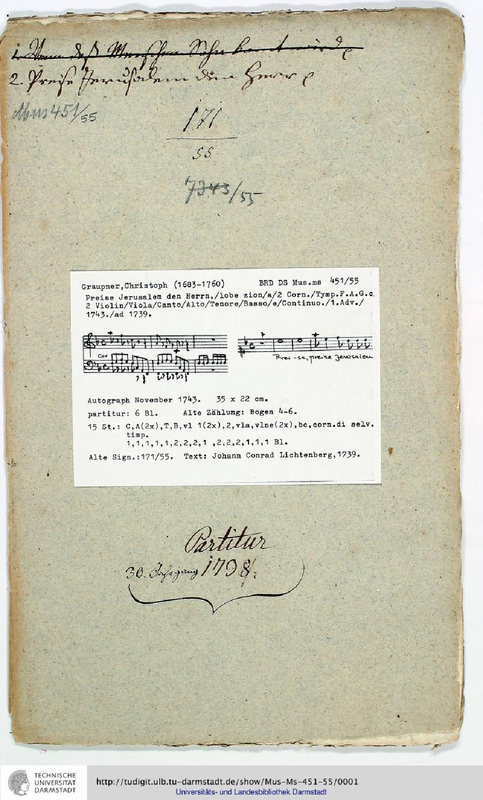 2. Preise Jerusalem den Herrn
Mus 451/55
171
55
7343/55
Graupner,Christoph (1683-1760) BRD DS Mus.ms 451/55
Preise Jerusalem den Herrn,/lobe zion/a/2 Corn./Tymp.F.A.G.c.
2 Violin/Viola/Canto/Alto/Tenore/Basso/e/Continuo./1.Adv./
1743./ad 1739.
Cor
Prei-se, preise Jerusalem
Autograph November 1743. 35 x 22 cm.
partitur: 6 Bl. Alte Zählung: Bogen 4-6.
15 St.: C,A(2x),T,B,vl 1(2x),2,vla,vlne(2x),bc,corn.di selv.
timp.
1,1,1,1,1,2,2,2,1 ,2,2,2,1,1,1 Bl.
Alte Sign.:171/55. Text: Johann Conrad Lichtenberg,1739.
Partitur
30. Jahrgang 1738.
TECHNISCHE
UNIVERSITÄT
DARMSTADT
http://tudigit.ulb.tu-darmstadt.de/show/Mus-Ms-451-55/0001
Universitäts- und Landesbibliothek Darmstadt